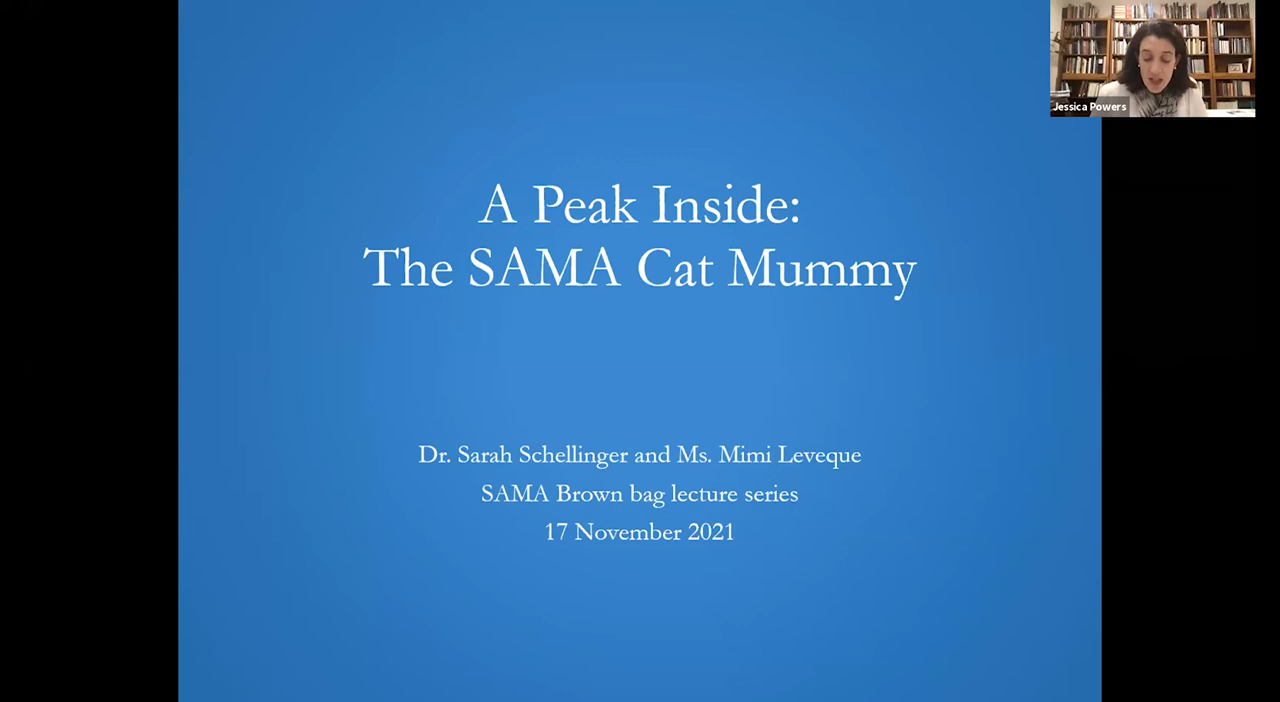 Jessica Powers
A Peak Inside:
The SAMA Cat Mummy
Dr. Sarah Schellinger and Ms. Mimi Leveque
SAMA Brown bag lecture series
17 November 2021